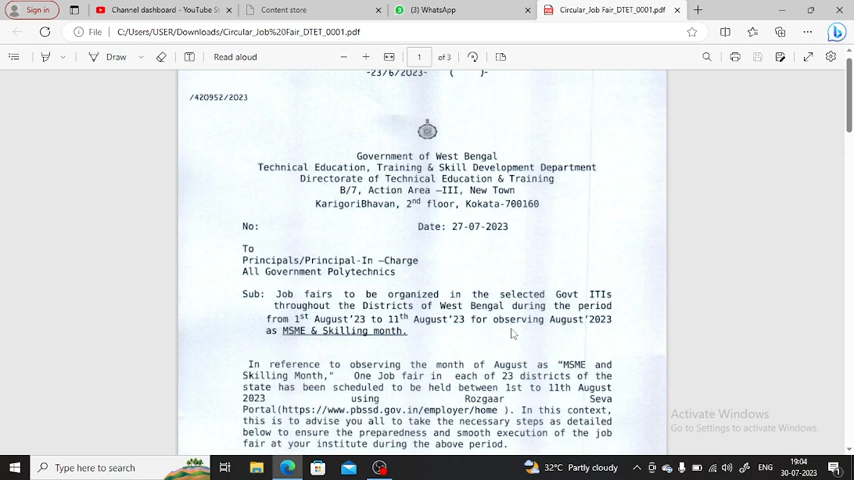 Sign in
Channel dashboard - YouTube St
Content store
(3) WhatsApp
Circular_Job Fair_DTET_0001.pdf
File
C:/Users/USER/Downloads/Circular_Job%20Fair_DTET_0001.pdf
Draw
Read aloud
1
of 3
-23/6/2023- ( )-
/420952/2023
Government of West Bengal
Technical Education, Training & Skill Development Department
Directorate of Technical Education & Training
B/7, Action Area –III, New Town
KarigoriBhavan, 2nd floor, Kokata-700160
No: Date: 27-07-2023
To
Principals/Principal-In –Charge
All Government Polytechnics
Sub: Job fairs to be organized in the selected Govt ITIs
throughout the Districts of West Bengal during the period
from 1st August'23 to 11th August'23 for observing August'2023
as MSME & Skilling month.
In reference to observing the month of August as “MSME and
Skilling Month,” One Job fair in each of 23 districts of the
state has been scheduled to be held between 1st to 11th August
2023 using Rozgaar Seva
Portal(https://www.pbssd.gov.in/employer/home ). In this context,
this is to advise you all to take the necessary steps as detailed
below to ensure the preparedness and smooth execution of the job
fair at your institute during the above period.
Activate Windows
Go to Settings to activate Windows.
Type here to search
32°C Partly cloudy
ENG
19:04
30-07-2023